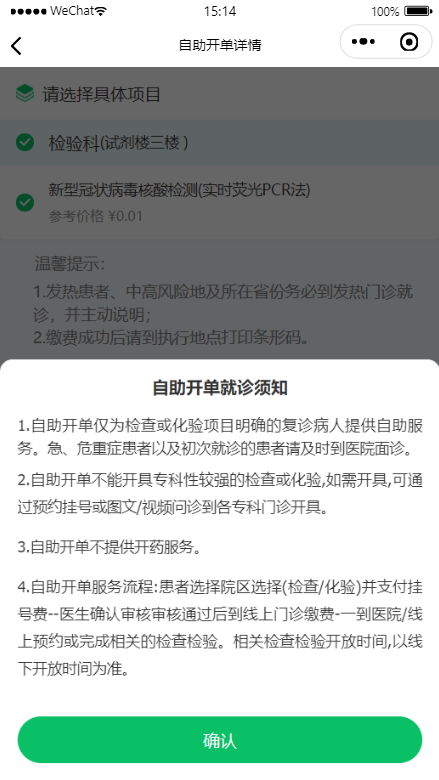 WeChat
15:14
100%
自助开单详情
请选择具体项目
检验科(试剂楼三楼 )
新型冠状病毒核酸检测(实时荧光PCR法)
参考价格 ¥0.01
温馨提示:
1.发热患者、中高风险地及所在省份务必到发热门诊就
诊，并主动说明；
2.缴费成功后请到执行地点打印条形码。
自助开单就诊须知
1.自助开单仅为检查或化验项目明确的复诊病人提供自助服
务。急、危重症患者以及初次就诊的患者请及时到医院面诊。
2.自助开单不能开具专科性较强的检查或化验,如需开具,可通
过预约挂号或图文/视频问诊到各专科门诊开具。
3.自助开单不提供开药服务。
4.自助开单服务流程:患者选择院区选择(检查/化验)并支付挂
号费--医生确认审核审核通过后到线上门诊缴费-一到医院/线
上预约或完成相关的检查检验。相关检查检验开放时间,以线
下开放时间为准。
确认